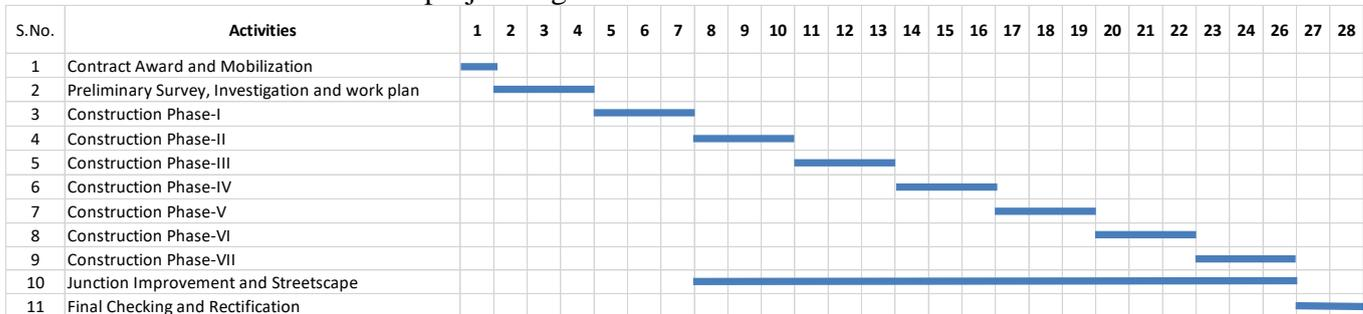 S.No. Activities 1 2 3 4 5 6 7 8 9 10 11 12 13 14 15 16 17 18 19 20 21 22 23 24 26 27 28
1 Contract Award and Mobilization
2 Preliminary Survey, Investigation and work plan
3 Construction Phase-I
4 Construction Phase-II
5 Construction Phase-III
6 Construction Phase-IV
7 Construction Phase-V
8 Construction Phase-VI
9 Construction Phase-VII
10 Junction Improvement and Streetscape
11 Final Checking and Rectification